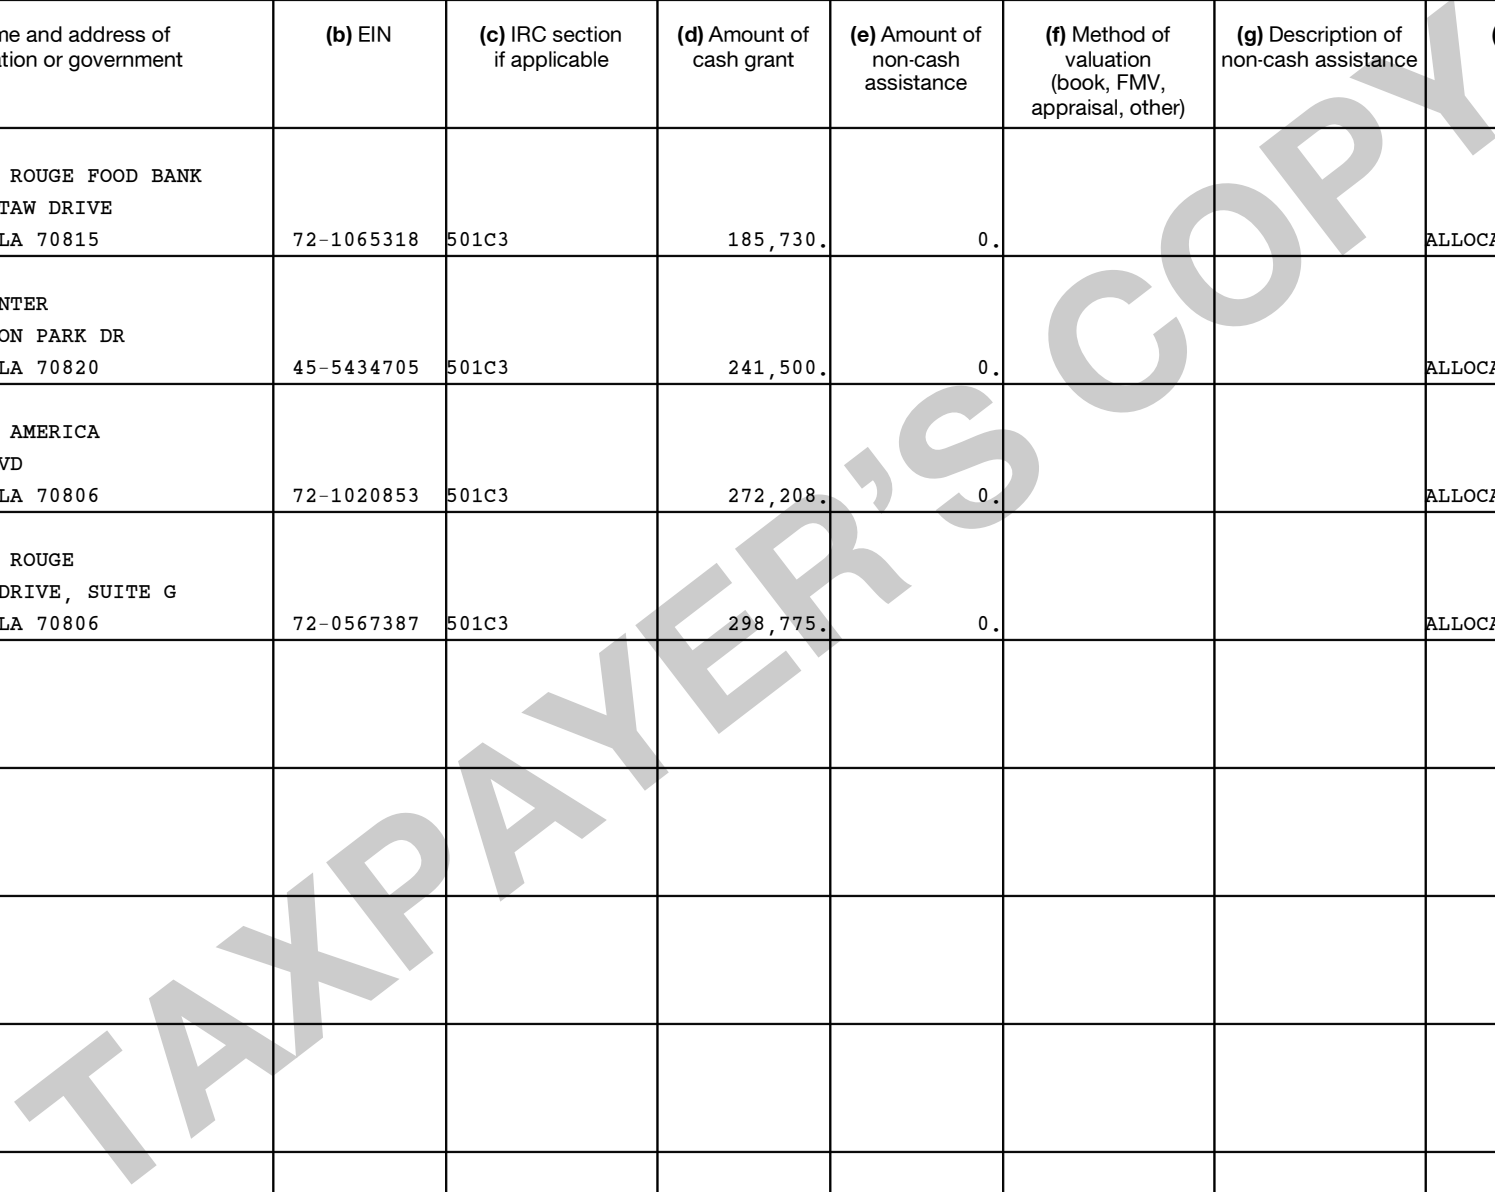 me and address of (b) EIN (c) IRC section (d) Amount of (e) Amount of (f) Method of (g) Description of (
tion or government if applicable cash grant non-cash valuation non-cash assistance
assistance (book, FMV,
appraisal, other)
ROUGE FOOD BANK
TAW DRIVE
LA 70815 72-1065318 501C3 185,730. 0. ALLOCA
NTER
ON PARK DR
LA 70820 45-5434705 501C3 241,500. 0. ALLOCA
AMERICA
VD
LA 70806 72-1020853 501C3 272,208. 0. ALLOCA
ROUGE
DRIVE, SUITE G
LA 70806 72-0567387 501C3 298,775. 0. ALLOCA
TAXPAYER'S COPY